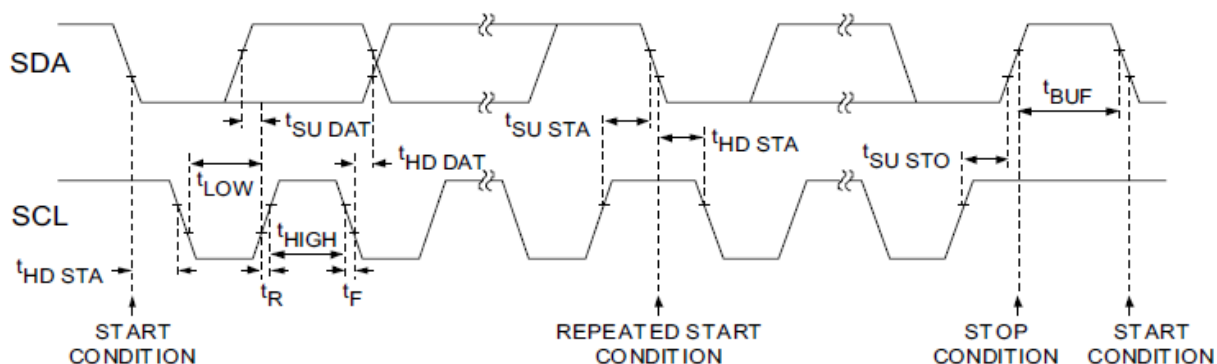 SDA
tSU DAT
tSU STA
tHD STA
tBUF
tLOW
tHD DAT
tSU STO
SCL
tHIGH
tHD STA
tR
tF
START
CONDITION
REPEATED START
CONDITION
STOP
CONDITION
START
CONDITION